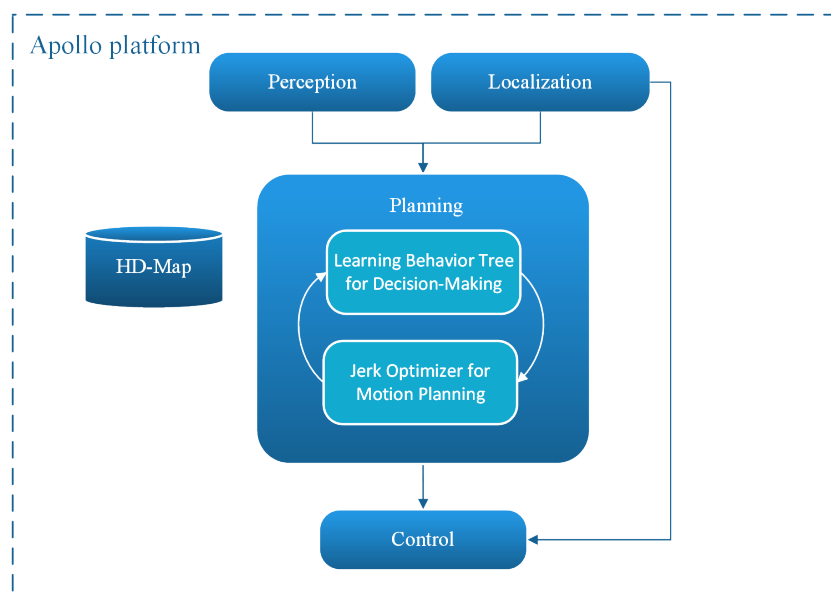 Apollo platform
Perception
Localization
Planning
Learning Behavior Tree
for Decision-Making
HD-Map
Jerk Optimizer for
Motion Planning
Control